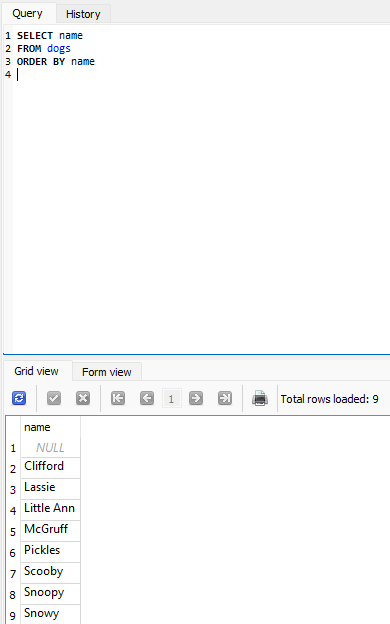 Query History
1 SELECT name
2 FROM dogs
3 ORDER BY name
4
Grid view Form view
1 Total rows loaded: 9
name
1 NULL
2 Clifford
3 Lassie
4 Little Ann
5 McGruff
6 Pickles
7 Scooby
8 Snoopy
9 Snowy